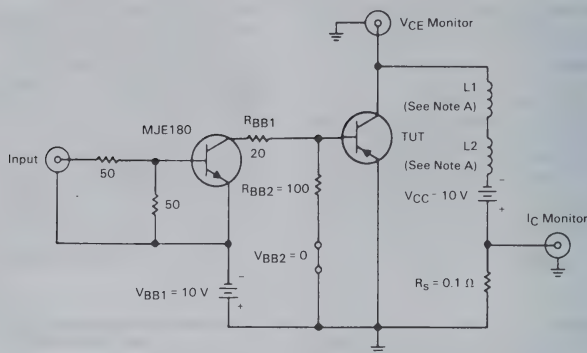 VCE Monitor
L1
(See Note A)
MJE180
RBB1
20
TUT
L2
(See Note A)
Input
50
50
RBB2 = 100
VCC = 10 V
IC Monitor
VBB2 = 0
VBB1 = 10 V
RS = 0.1 Ω
-
+
-
+